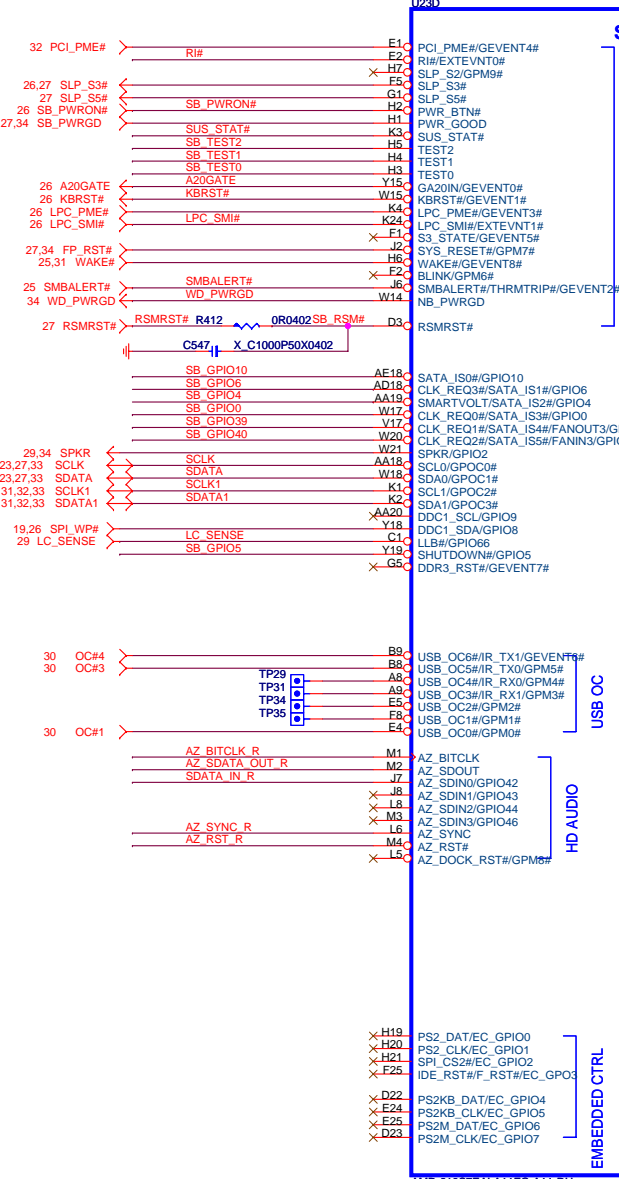 U23D
32 PCI_PME# E1 PCI_PME#/GEVENT4#
RI# E2 RI#/EXTEVNT0#
H7 SLP_S2/GPM9#
26,27 SLP_S3# F5 SLP_S3#
27 SLP_S5# G1 SLP_S5#
26 SB_PWRON# SB_PWRON# H2 PWR_BTN#
27,34 SB_PWRGD H1 PWR_GOOD
SUS_STAT# K3 SUS_STAT#
SB_TEST2 H5 TEST2
SB_TEST1 H4 TEST1
SB_TEST0 H3 TEST0
26 A20GATE A20GATE Y15 GA20IN/GEVENT0#
26 KBRST# KBRST# W15 KBRST#/GEVENT1#
26 LPC_PME# K4 LPC_PME#/GEVENT3#
26 LPC_SMI# LPC_SMI# K24 LPC_SMI#/EXTEVNT1#
F1 S3_STATE/GEVENT5#
27,34 FP_RST# J2 SYS_RESET#/GPM7#
25,31 WAKE# H6 WAKE#/GEVENT8#
F2 BLINK/GPM6#
25 SMBALERT# SMBALERT# J6 SMBALERT#/THRMTRIP#/GEVENT2#
34 WD_PWRGD WD_PWRGD W14 NB_PWRGD
27 RSMRST# RSMRST# R412 0R0402 SB_RSM# D3 RSMRST#
C547 X_C1000P50X0402
SB_GPIO10 AE18 SATA_IS0#/GPIO10
SB_GPIO6 AD18 CLK_REQ3#/SATA_IS1#/GPIO6
SB_GPIO4 AA19 SMARTVOLT/SATA_IS2#/GPIO4
SB_GPIO0 W17 CLK_REQ0#/SATA_IS3#/GPIO0
SB_GPIO39 V17 CLK_REQ1#/SATA_IS4#/FANOUT3/G
SB_GPIO40 W20 CLK_REQ2#/SATA_IS5#/FANIN3/GPIO
29,34 SPKR W21 SPKR/GPIO2
23,27,33 SCLK SCLK AA18 SCL0/GPOC0#
23,27,33 SDATA SDATA W18 SDA0/GPOC1#
31,32,33 SCLK1 SCLK1 K1 SCL1/GPOC2#
31,32,33 SDATA1 SDATA1 K2 SDA1/GPOC3#
AA20 DDC1_SCL/GPIO9
19,26 SPI_WP# Y18 DDC1_SDA/GPIO8
29 LC_SENSE LC_SENSE C1 LLB#/GPIO66
SB_GPIO5 Y19 SHUTDOWN#/GPIO5
G5 DDR3_RST#/GEVENT7#
30 OC#4 B9 USB_OC6#/IR_TX1/GEVENT6#
30 OC#3 B8 USB_OC5#/IR_TX0/GPM5#
TP29 A8 USB_OC4#/IR_RX0/GPM4#
TP31 A9 USB_OC3#/IR_RX1/GPM3#
TP34 E5 USB_OC2#/GPM2#
TP35 F8 USB_OC1#/GPM1#
30 OC#1 E4 USB_OC0#/GPM0#
USB OC
AZ_BITCLK_R M1 AZ_BITCLK
AZ_SDATA_OUT_R M2 AZ_SDOUT
SDATA_IN_R J7 AZ_SDIN0/GPIO42
J8 AZ_SDIN1/GPIO43
L8 AZ_SDIN2/GPIO44
M3 AZ_SDIN3/GPIO46
AZ_SYNC_R L6 AZ_SYNC
AZ_RST_R M4 AZ_RST#
L5 AZ_DOCK_RST#/GPM8#
HD AUDIO
H19 PS2_DAT/EC_GPIO0
H20 PS2_CLK/EC_GPIO1
H21 SPI_CS2#/EC_GPIO2
F25 IDE_RST#/F_RST#/EC_GPO3
D22 PS2KB_DAT/EC_GPIO4
E24 PS2KB_CLK/EC_GPIO5
E25 PS2M_DAT/EC_GPIO6
D23 PS2M_CLK/EC_GPIO7
EMBEDDED CTRL